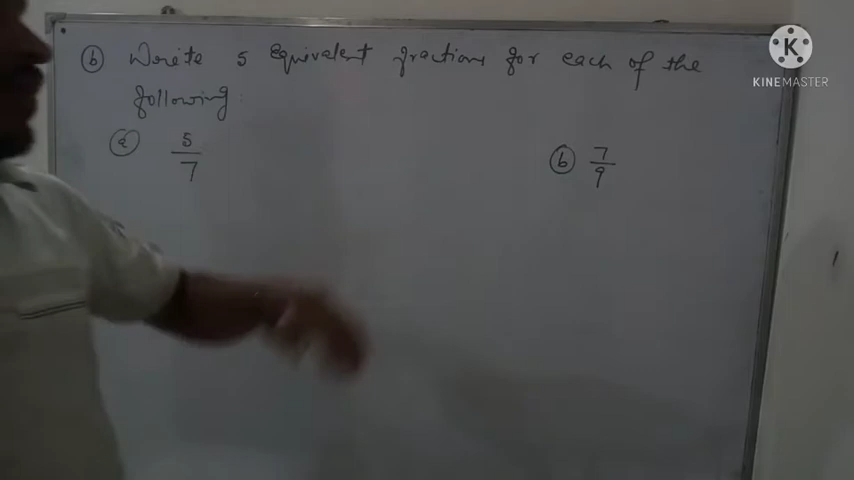 K
KINEMASTER
(b) Write 5 equivalent fractions for each of the
following:
(a) 5/7
(b) 7/9